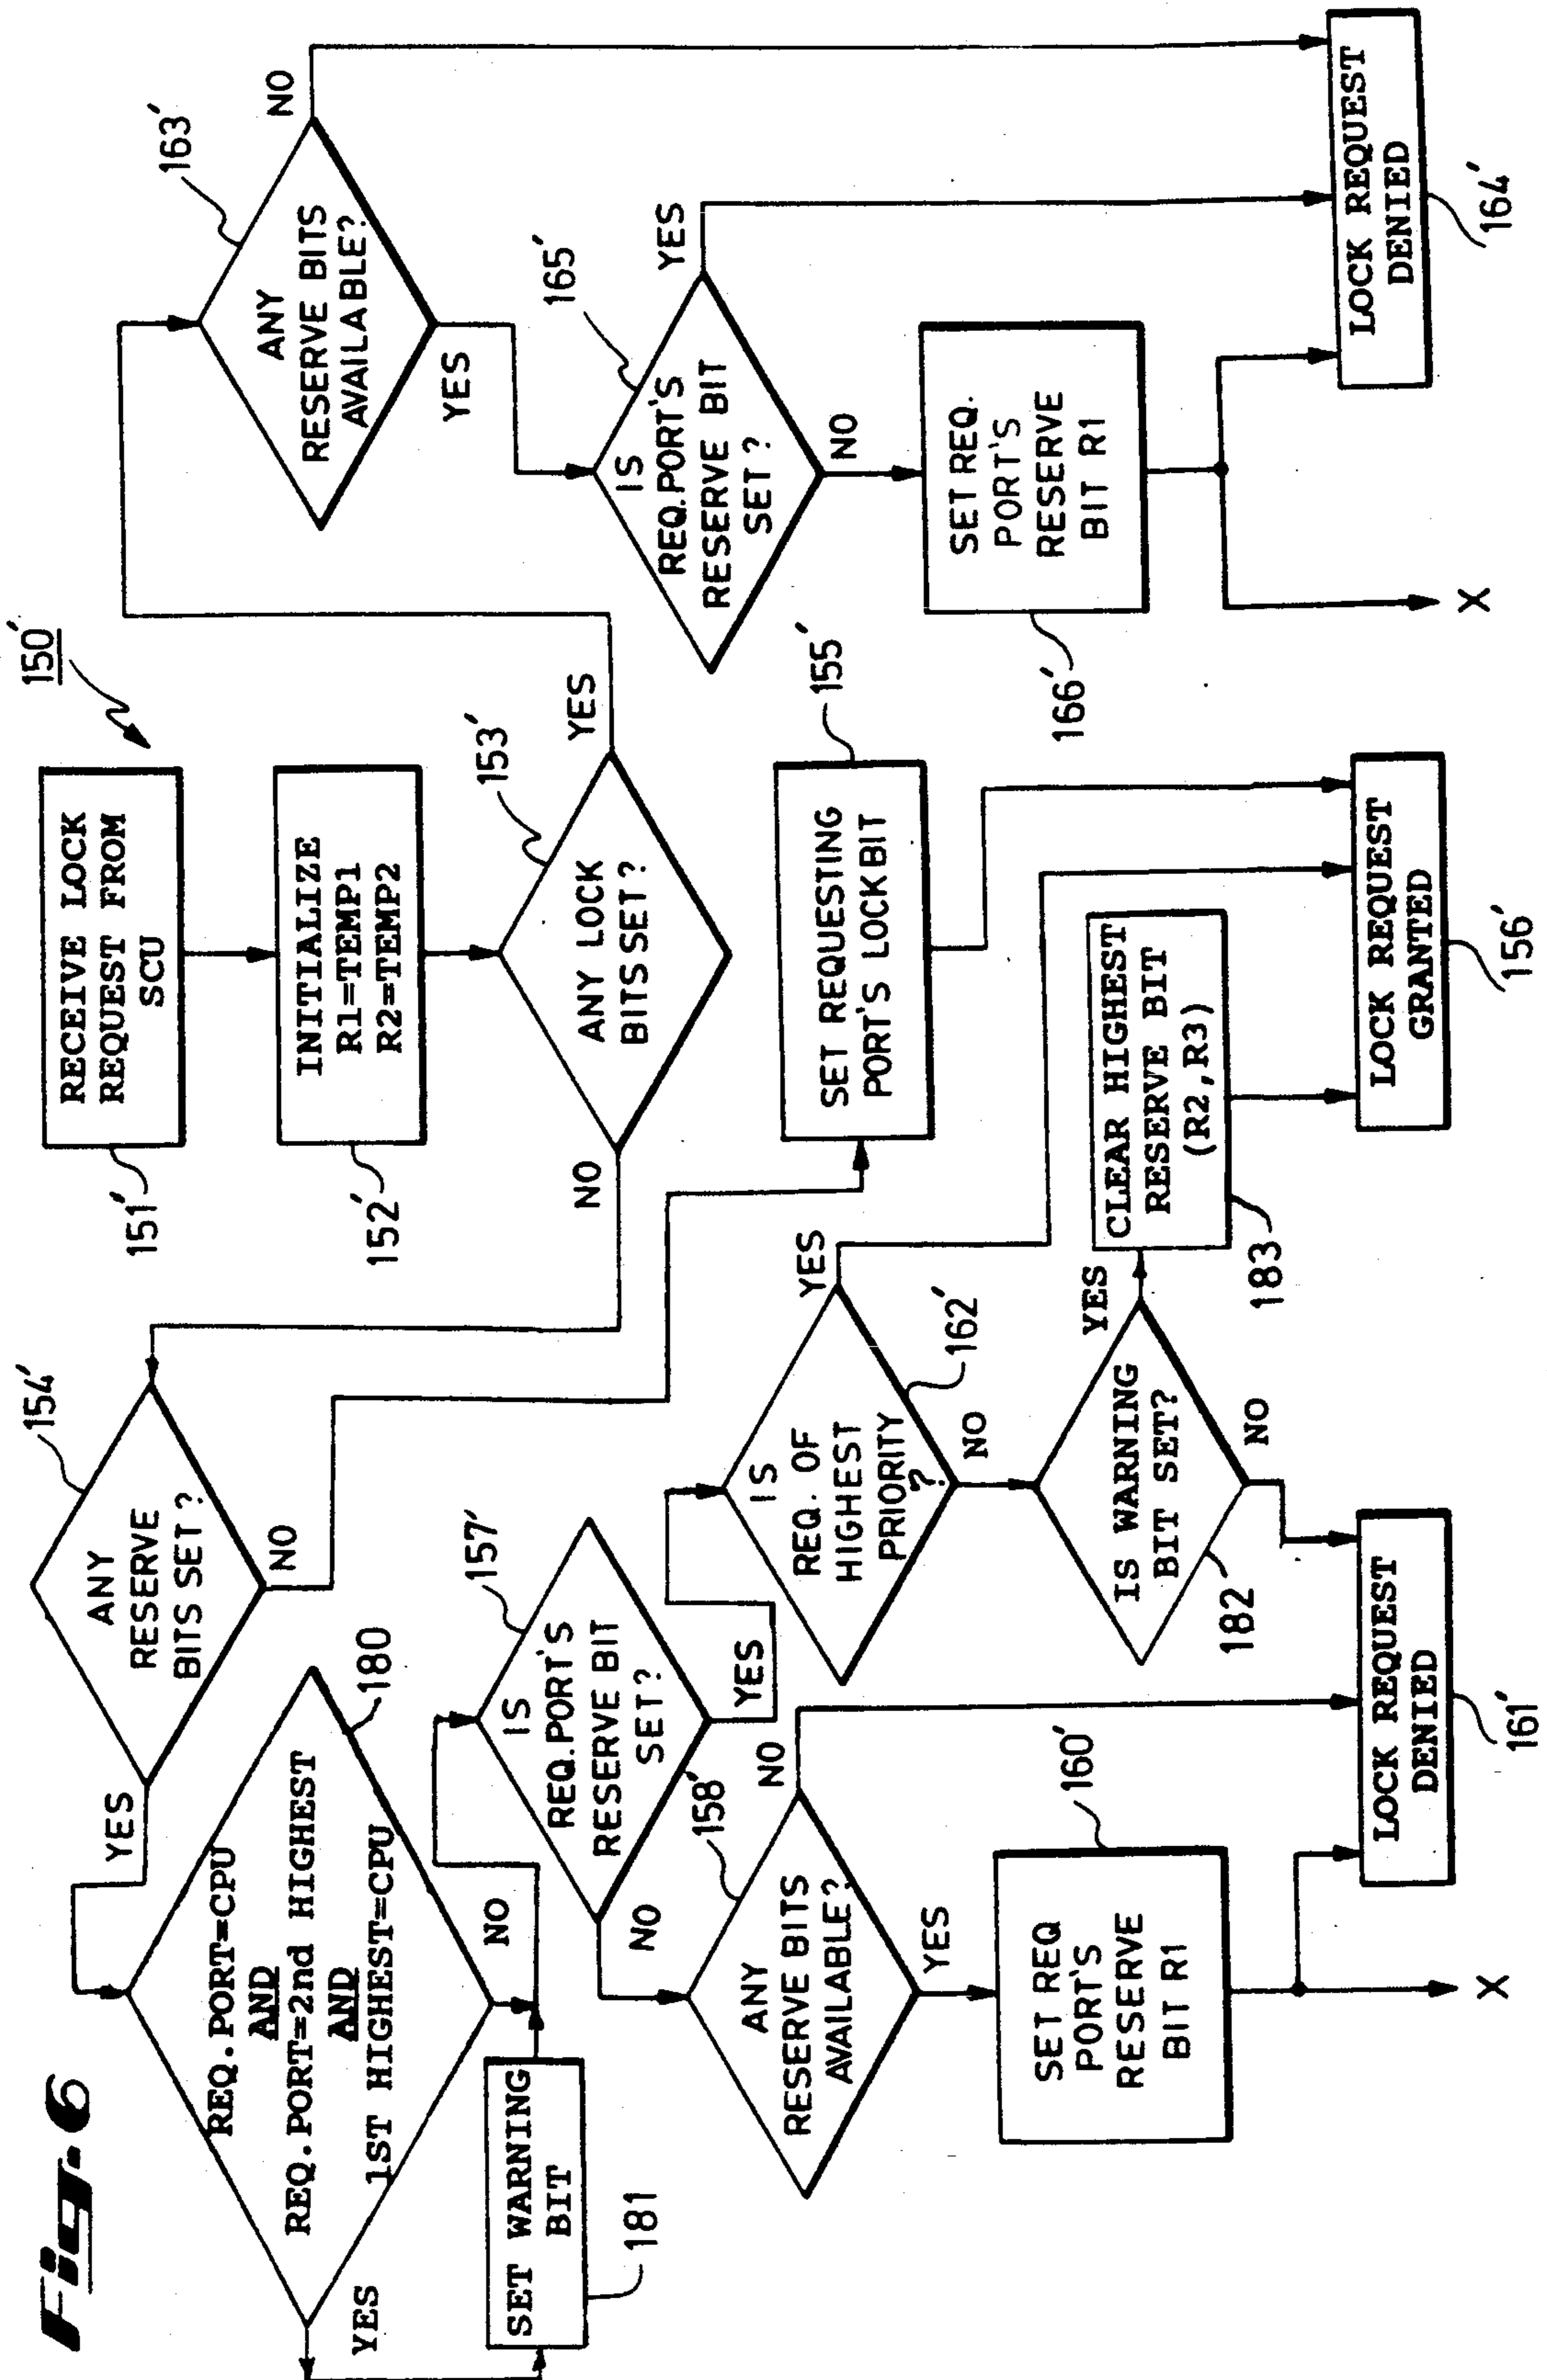 Fig-6
150'
RECEIVE LOCK
REQUEST FROM
SCU
151'
INITIALIZE
R1=TEMP1
R2=TEMP2
152'
ANY LOCK
BITS SET?
153'
YES
NO
ANY
RESERVE
BITS SET?
154'
YES
NO
REQ.PORT=CPU
AND
REQ.PORT=2nd HIGHEST
AND
1ST HIGHEST=CPU
180
YES
NO
SET WARNING
BIT
181
IS
REQ.PORT'S
RESERVE BIT
SET?
157'
YES
NO
ANY
RESERVE BITS
AVAILABLE?
158'
NO
YES
SET REQ
PORT'S
RESERVE
BIT R1
160'
X
LOCK REQUEST
DENIED
161'
IS
REQ. OF
HIGHEST
PRIORITY
?
162'
YES
NO
IS WARNING
BIT SET?
182
YES
NO
CLEAR HIGHEST
RESERVE BIT
(R2,R3)
183
SET REQUESTING
PORT'S LOCKBIT
155'
LOCK REQUEST
GRANTED
156'
ANY
RESERVE BITS
AVAILABLE?
163'
NO
YES
IS
REQ.PORT'S
RESERVE BIT
SET?
165'
YES
NO
SET REQ.
PORT'S
RESERVE
BIT R1
166'
X
LOCK REQUEST
DENIED
164'